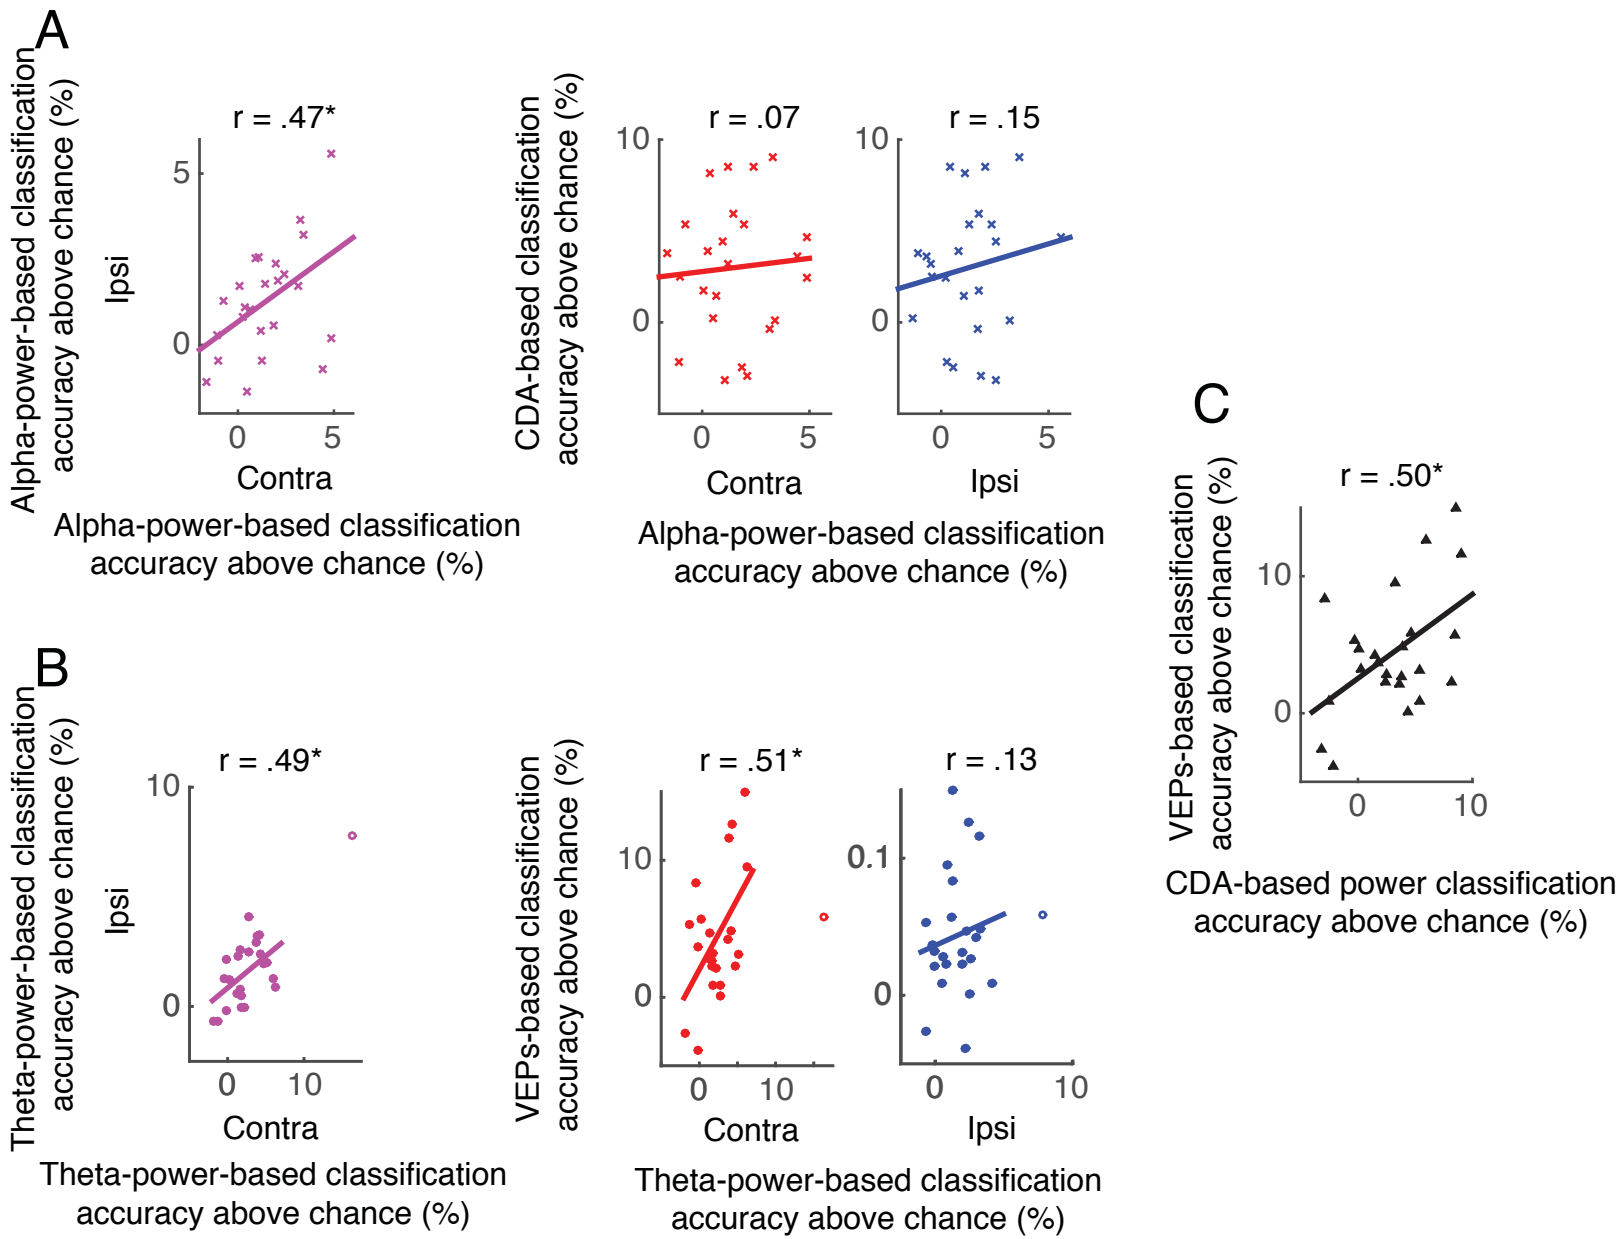 A
Alpha-power-based classification
accuracy above chance (%)
Ipsi
r = .47*
5
0
0 5
Contra
Alpha-power-based classification
accuracy above chance (%)
CDA-based classification
accuracy above chance (%)
r = .07
10
0
0 5
Contra
r = .15
10
0
0 5
Ipsi
Alpha-power-based classification
accuracy above chance (%)
B
Theta-power-based classification
accuracy above chance (%)
Ipsi
r = .49*
10
0
0 10
Contra
Theta-power-based classification
accuracy above chance (%)
VEPs-based classification
accuracy above chance (%)
r = .51*
10
0
0 10
Contra
r = .13
0.1
0
0 10
Ipsi
Theta-power-based classification
accuracy above chance (%)
C
VEPs-based classification
accuracy above chance (%)
r = .50*
10
0
0 10
CDA-based power classification
accuracy above chance (%)